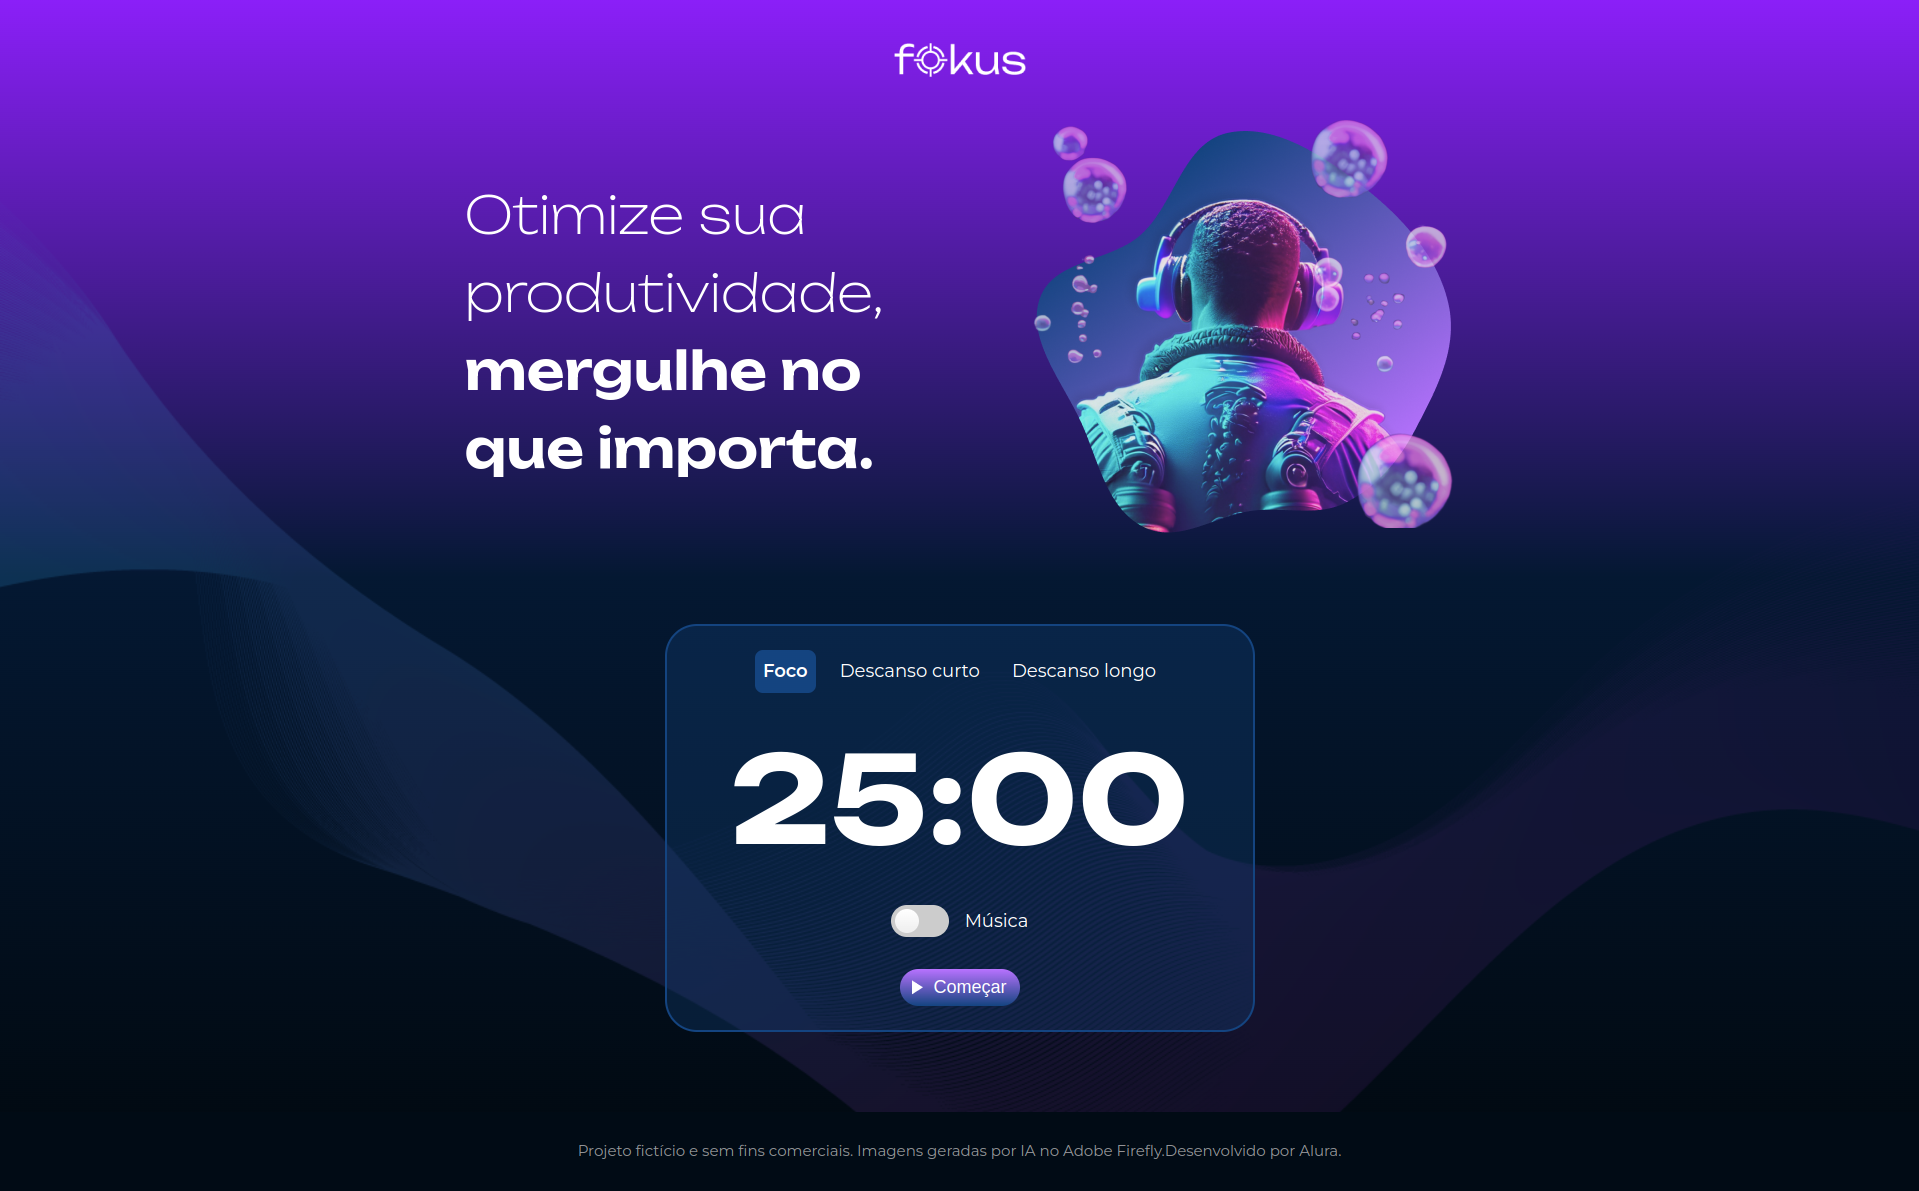 fokus
Otimize sua
produtividade,
mergulhe no
que importa.
Foco Descanso curto Descanso longo
25:00
Música
Começar
Projeto fictício e sem fins comerciais. Imagens geradas por IA no Adobe Firefly.Desenvolvido por Alura.